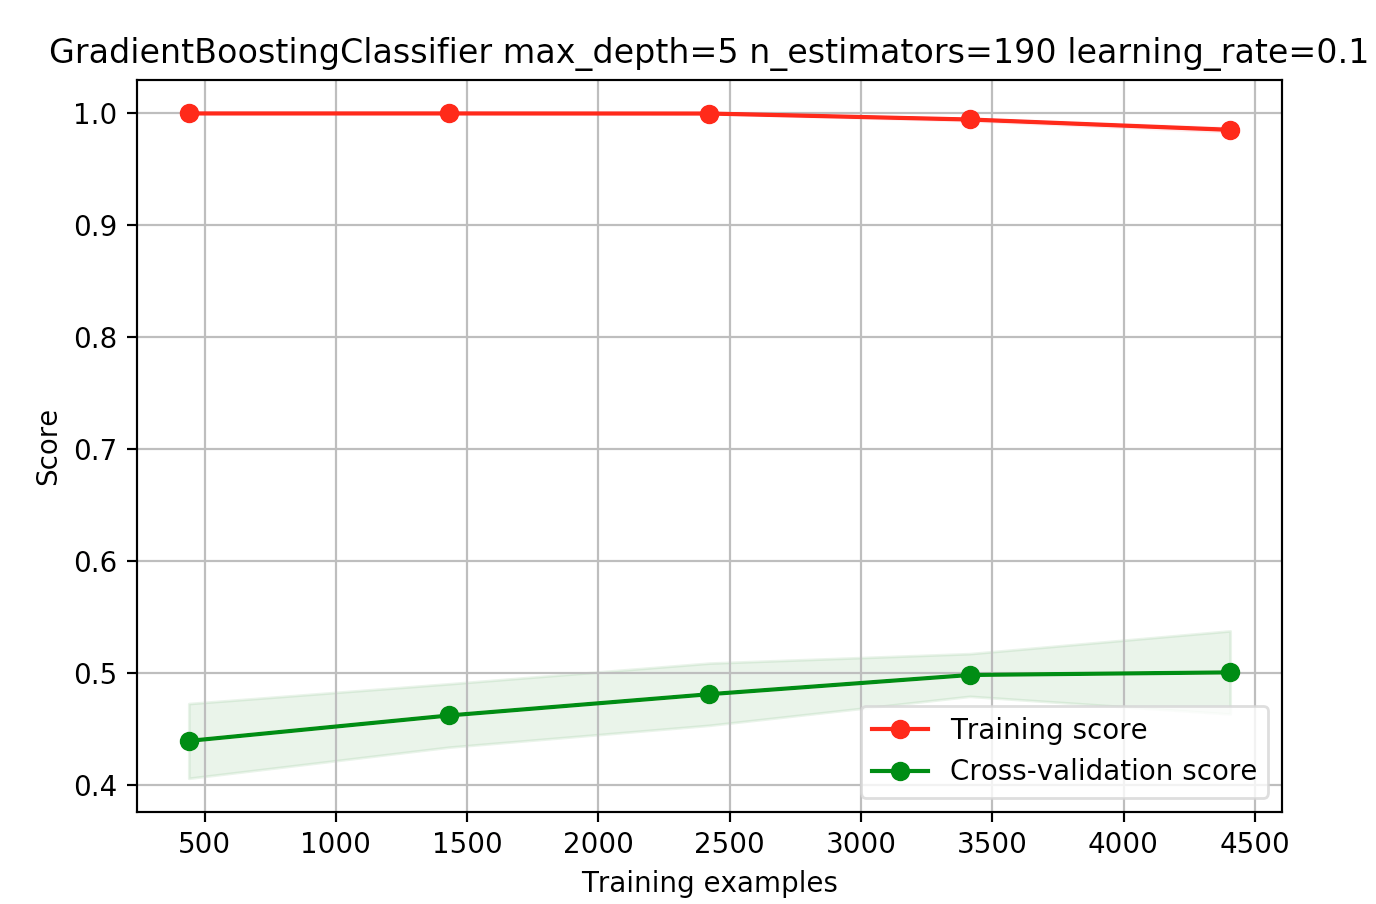 GradientBoostingClassifier max_depth=5 n_estimators=190 learning_rate=0.1
1.0
0.9
0.8
0.7
0.6
0.5
0.4
Score
Training score
Cross-validation score
500 1000 1500 2000 2500 3000 3500 4000 4500
Training examples